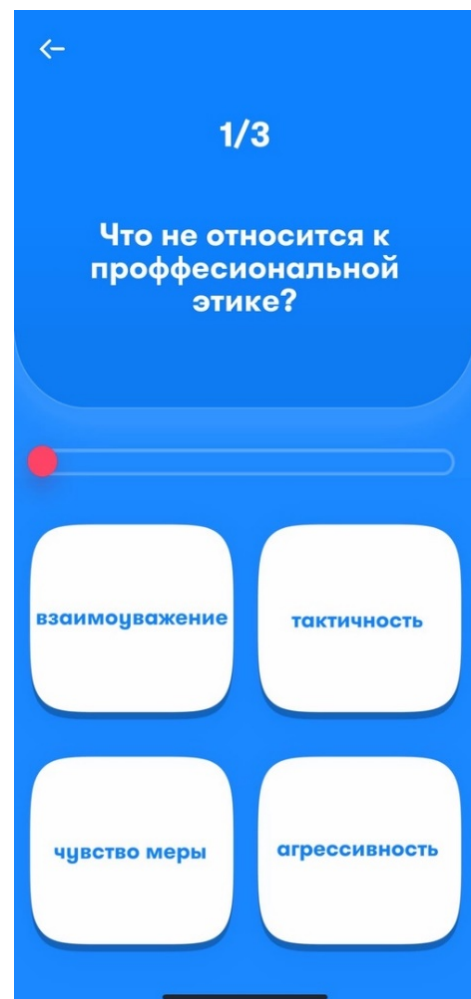 1/3
Что не относится к
проффесиональной
этике?
взаимоуважение
тактичность
чувство меры
агрессивность